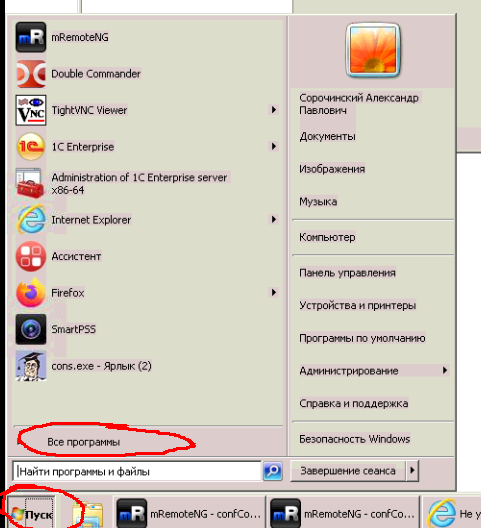 mRemoteNG
Double Commander
TightVNC Viewer
1C Enterprise
Administration of 1C Enterprise server
x86-64
Internet Explorer
Ассистент
Firefox
SmartPSS
cons.exe - Ярлык (2)
Все программы
Найти программы и файлы
Сорочинский Александр
Павлович
Документы
Изображения
Музыка
Компьютер
Панель управления
Устройства и принтеры
Программы по умолчанию
Администрирование
Справка и поддержка
Безопасность Windows
Завершение сеанса
Пуск
mRemoteNG - confCo...
mRemoteNG - confCo...
Не у